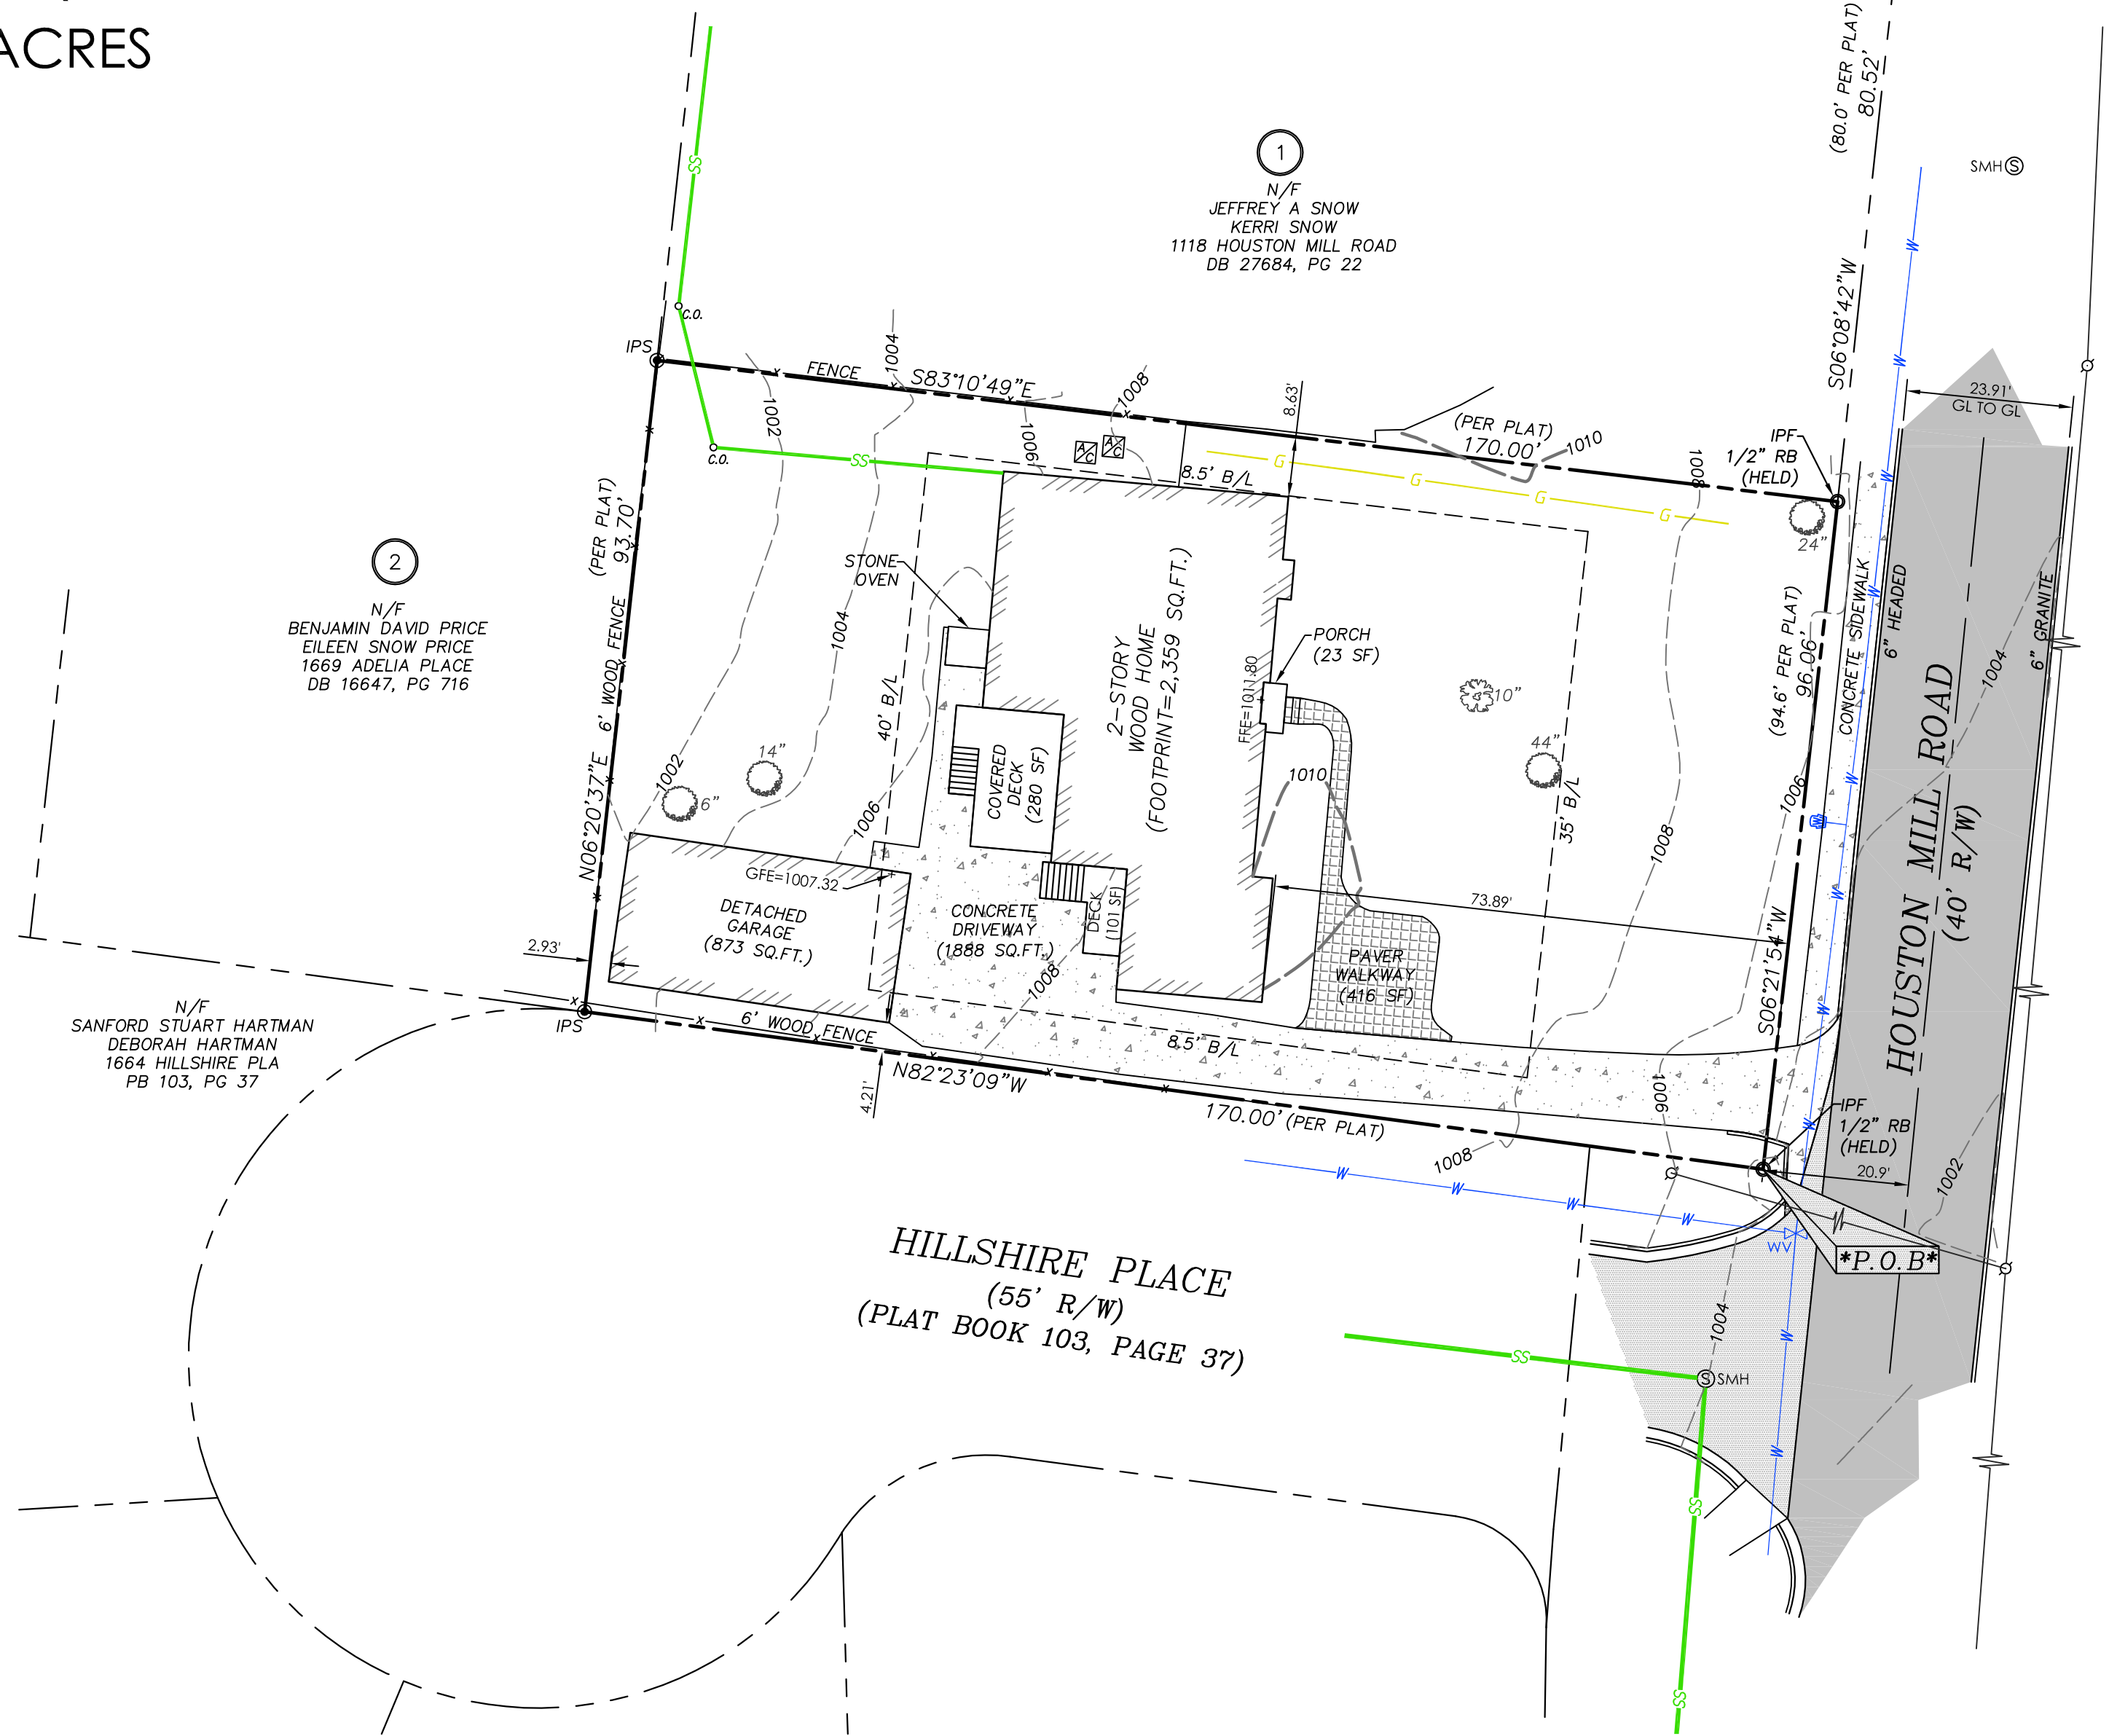 ACRES
(80.0' PER PLAT)
80.52'
SMH
S
1
N/F
JEFFREY A SNOW
KERRI SNOW
1118 HOUSTON MILL ROAD
DB 27684, PG 22
SS
C.O.
S06°08'42"W
W
W
IPS
FENCE
S83°10'49"E
1004
1008
8.63'
23.91'
GL TO GL
1002
1006
A/C
A/C
(PER PLAT)
170.00'
1010
1008
IPF
1/2" RB
(HELD)
C.O.
SS
8.5' B/L
G
G
G
G
W
24"
2
N/F
BENJAMIN DAVID PRICE
EILEEN SNOW PRICE
1669 ADELIA PLACE
DB 16647, PG 716
(PER PLAT)
93.70'
6' WOOD FENCE
N06°20'37"E
STONE
OVEN
1004
40' B/L
2-STORY
WOOD HOME
(FOOTPRINT=2,359 SQ.FT.)
FFE=1011.80
PORCH
(23 SF)
10"
44"
35' B/L
(94.6' PER PLAT)
96.06'
CONCRETE SIDEWALK
6" HEADED
6" GRANITE
1004
W
W
W
W
HOUSTON MILL ROAD
(40' R/W)
14"
6"
1002
1006
COVERED
DECK
(280 SF)
1010
1008
1006
GFE=1007.32
DETACHED
GARAGE
(873 SQ.FT.)
CONCRETE
DRIVEWAY
(1888 SQ.FT.)
DECK
(101 SF)
73.89'
S06°21'54"W
2.93'
1008
PAVER
WALKWAY
(416 SF)
N/F
SANFORD STUART HARTMAN
DEBORAH HARTMAN
1664 HILLSHIRE PLA
PB 103, PG 37
IPS
6' WOOD FENCE
8.5' B/L
4.21'
N82°23'09"W
170.00' (PER PLAT)
1006
W
W
IPF
1/2" RB
(HELD)
1008
20.9'
1002
W
W
W
W
WV
*P.O.B*
HILLSHIRE PLACE
(55' R/W)
(PLAT BOOK 103, PAGE 37)
1004
W
SS
S
SMH
W
SS
SS